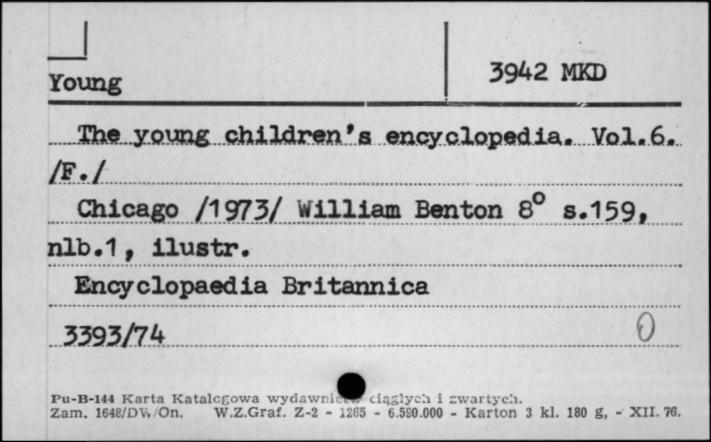 Young
3942 MKD
The young children's encyclopedia. Vol.6.
/F./
Chicago /1973/ William Benton 8° s.159,
nlb.1, ilustr.
Encyclopaedia Britannica
3393/74
0
Pu-B-144 Karta Katalogowa ciągłych i zwartych.
Zam. 1648/DW/On. W.Z.Graf. Z-2 - 1265 - 6.590.000 - Karton 3 kl. 180 g, - XII. 76.